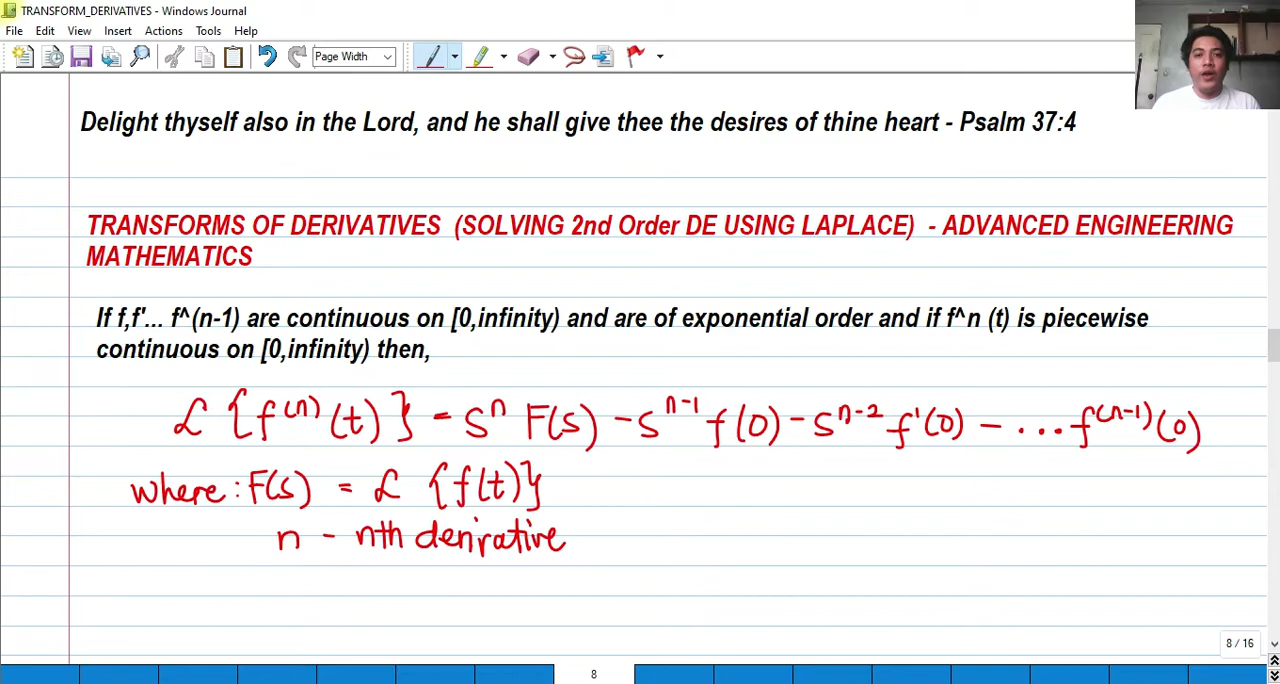 TRANSFORM_DERIVATIVES - Windows Journal
File Edit View Insert Actions Tools Help
Page Width
Delight thyself also in the Lord, and he shall give thee the desires of thine heart - Psalm 37:4
TRANSFORMS OF DERIVATIVES (SOLVING 2nd Order DE USING LAPLACE) - ADVANCED ENGINEERING
MATHEMATICS
If f,f'... f^(n-1) are continuous on [0,infinity) and are of exponential order and if f^n (t) is piecewise
continuous on [0,infinity) then,
ℒ {f⁽ⁿ⁾(t)} = sⁿ F(s) - sⁿ⁻¹ f(0) - sⁿ⁻² f'(0) - ... f⁽ⁿ⁻¹⁾(0)
where: F(s) = ℒ {f(t)}
n - nth derivative
8 / 16
8